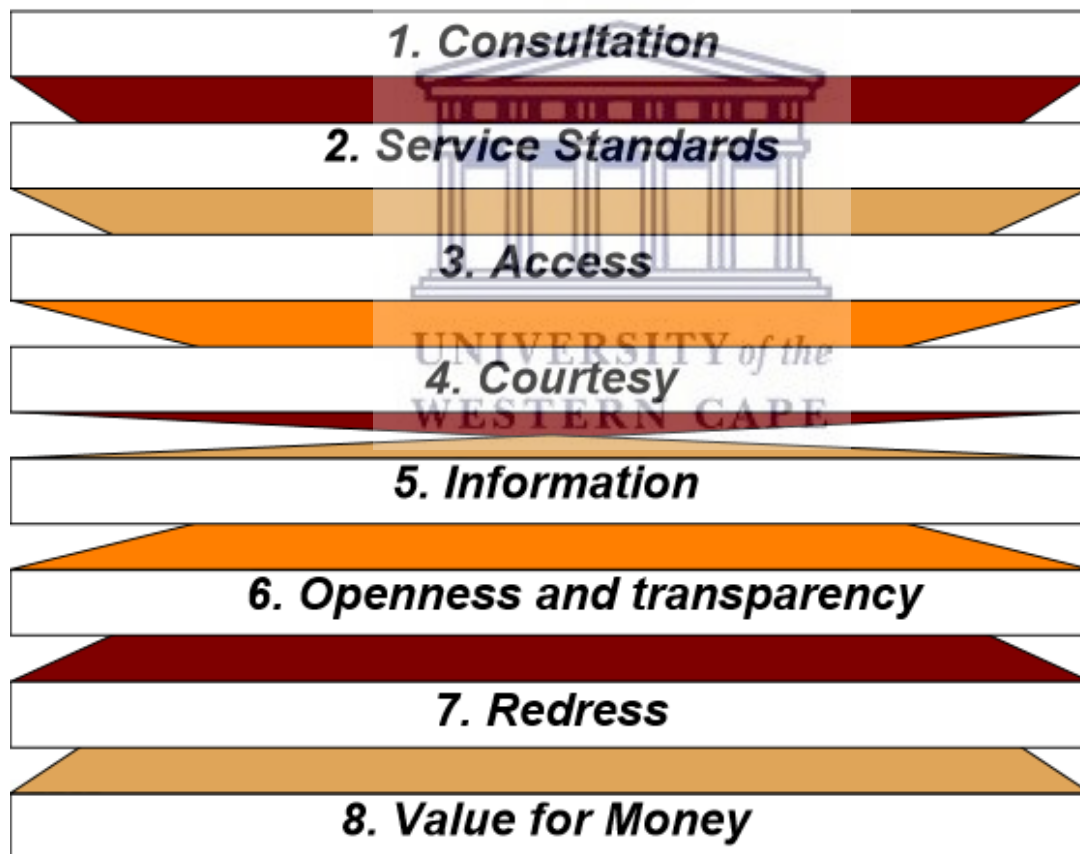 1. Consultation
2. Service Standards
3. Access
UNIVERSITY of the
4. Courtesy
WESTERN CAPE
5. Information
6. Openness and transparency
7. Redress
8. Value for Money